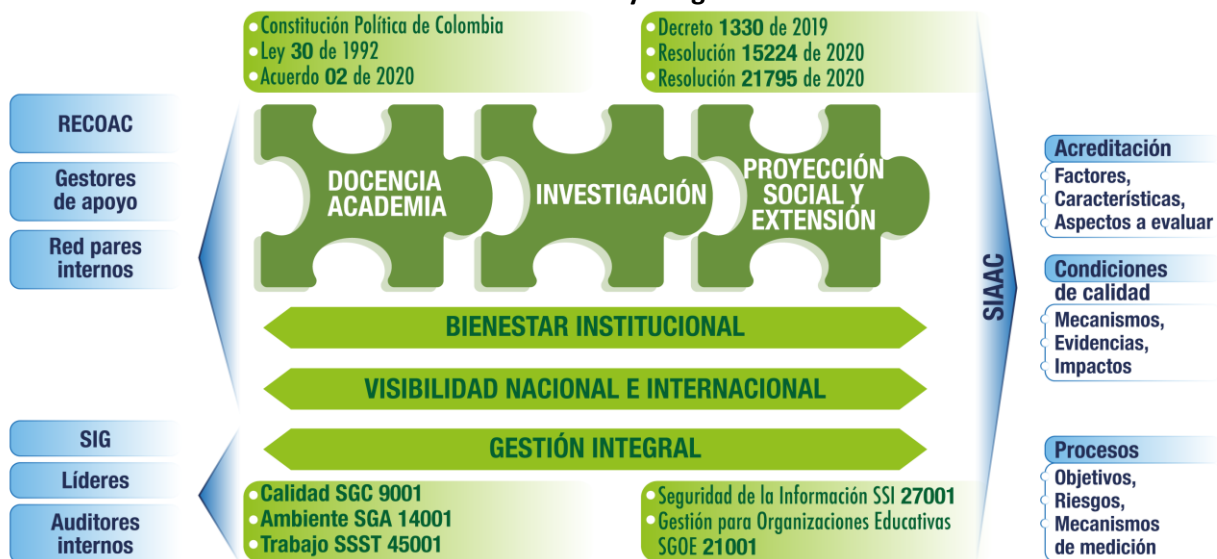 Constitución Política de Colombia
Ley 30 de 1992
Acuerdo 02 de 2020
Decreto 1330 de 2019
Resolución 15224 de 2020
Resolución 21795 de 2020
RECOAC
Gestores
de apoyo
Red pares
internos
DOCENCIA
ACADEMIA
INVESTIGACIÓN
PROYECCIÓN
SOCIAL Y
EXTENSIÓN
BIENESTAR INSTITUCIONAL
VISIBILIDAD NACIONAL E INTERNACIONAL
GESTIÓN INTEGRAL
SIG
Líderes
Auditores
internos
Calidad SGC 9001
Ambiente SGA 14001
Trabajo SSST 45001
Seguridad de la Información SSI 27001
Gestión para Organizaciones Educativas
SGOE 21001
SIAAC
Acreditación
Factores,
Características,
Aspectos a evaluar
Condiciones
de calidad
Mecanismos,
Evidencias,
Impactos
Procesos
Objetivos,
Riesgos,
Mecanismos
de medición